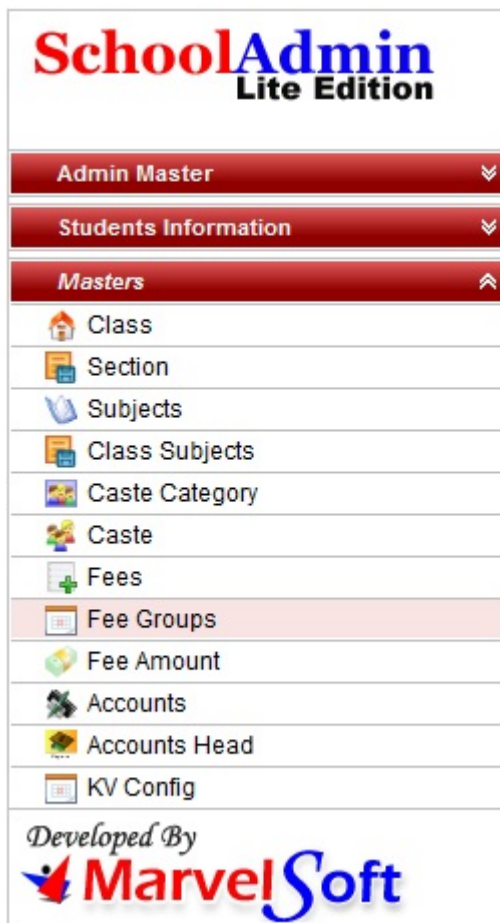 SchoolAdmin
Lite Edition
Admin Master
Students Information
Masters
Class
Section
Subjects
Class Subjects
Caste Category
Caste
Fees
Fee Groups
Fee Amount
Accounts
Accounts Head
KV Config
Developed By
MarvelSoft